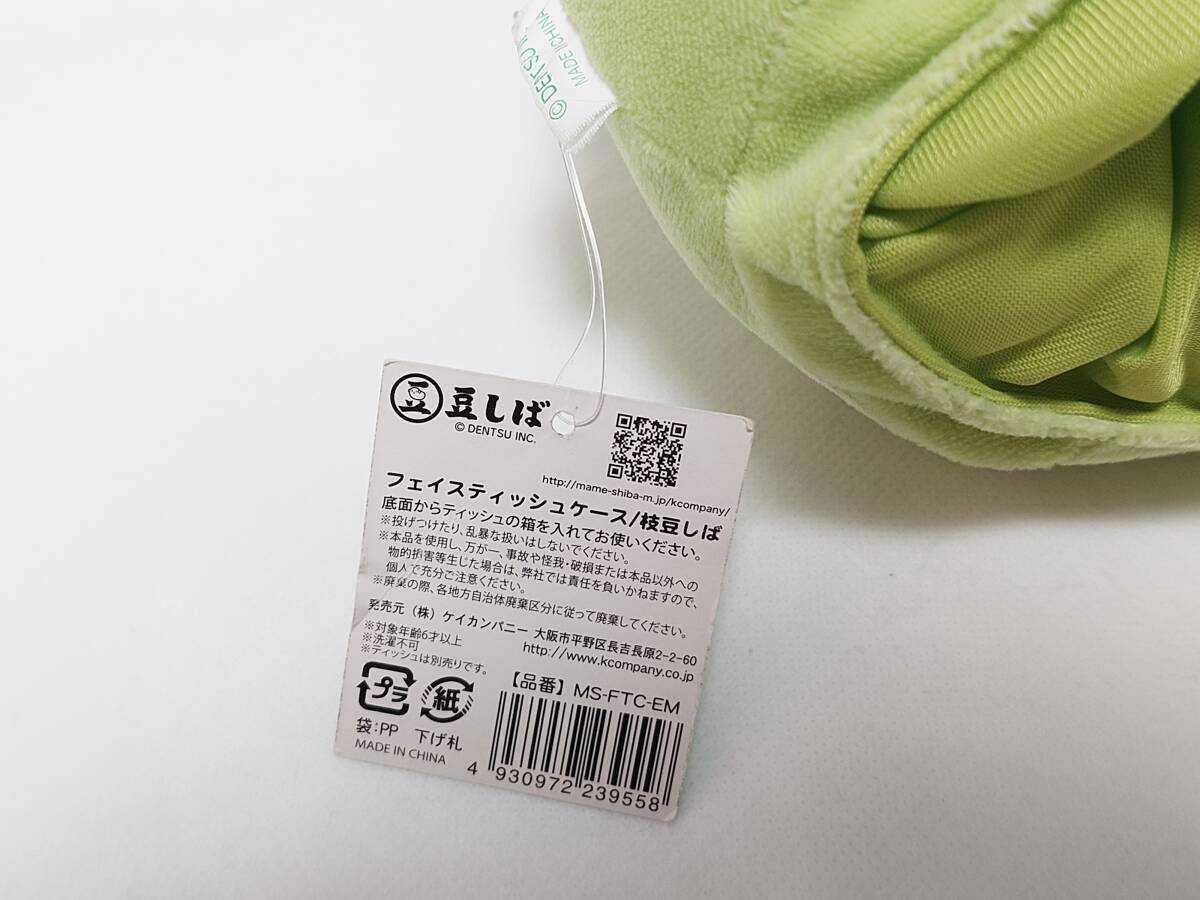 © DENTSU
MADE IN CHINA
豆 豆しば
© DENTSU INC.
http://mame-shiba-m.jp/kcompany/
フェイスティッシュケース/枝豆しば
底面からティッシュの箱を入れてお使いください。
※投げつけたり、乱暴な扱いはしないでください。
※本品を使用し、万が一、事故や怪我・破損または本品以外への
物的損害等生じた場合は、弊社では責任を負いかねますので、
個人で充分ご注意ください。
※廃棄の際、各地方自治体廃棄区分に従って廃棄してください。
発売元（株）ケイカンパニー 大阪市平野区長吉長原2-2-60
http://www.kcompany.co.jp
※対象年齢6才以上
※洗濯不可
※ティッシュは別売りです。
プラ 紙
袋:PP 下げ札
MADE IN CHINA
【品番】MS-FTC-EM
4 930972 239558